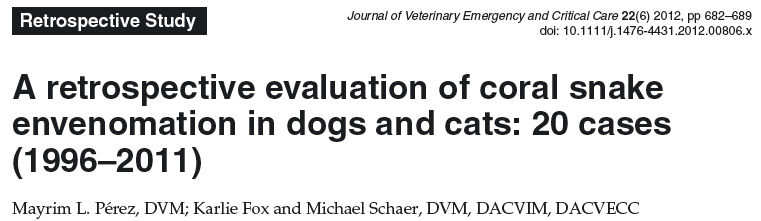 Retrospective Study
Journal of Veterinary Emergency and Critical Care 22(6) 2012, pp 682–689
doi: 10.1111/j.1476-4431.2012.00806.x
A retrospective evaluation of coral snake
envenomation in dogs and cats: 20 cases
(1996–2011)
Mayrim L. Pérez, DVM; Karlie Fox and Michael Schaer, DVM, DACVIM, DACVECC